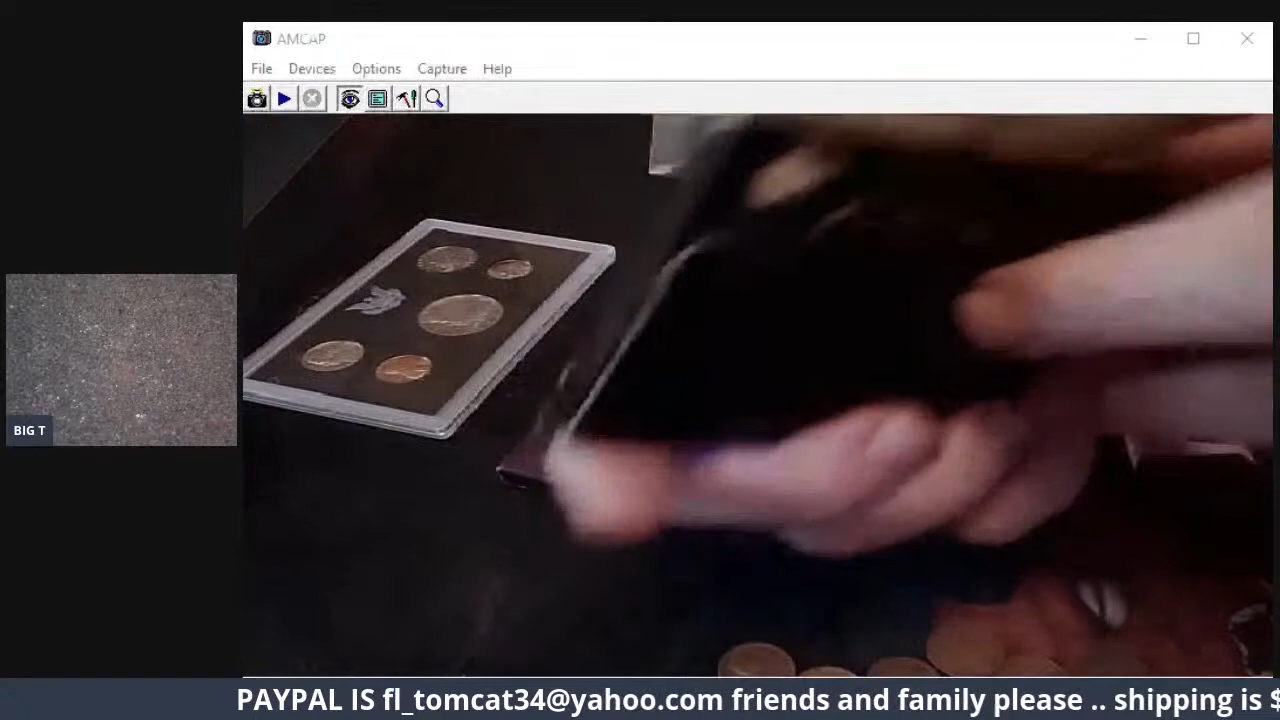 AMCAP
File Devices Options Capture Help
BIG T
PAYPAL IS fl_tomcat34@yahoo.com friends and family please .. shipping is $